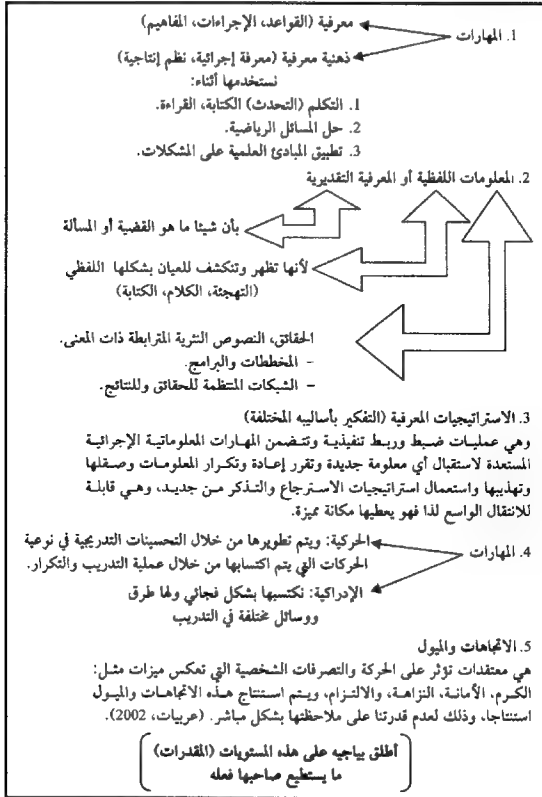 معرفية (القواعد، الإجراءات، المفاهيم)
1. المهارات
ذهنية معرفية (معرفة إجرائية، نظم إنتاجية)
نستخدمها أثناء:
1. التكلم (التحدث) الكتابة، القراءة.
2. حل المسائل الرياضية.
3. تطبيق المبادئ العلمية على المشكلات.
2. المعلومات اللفظية أو المعرفية التقديرية
بأن شيئا ما هو القضية أو المسألة
لأنها تظهر وتنكشف للعيان بشكلها اللفظي
(التهجئة، الكلام، الكتابة)
الحقائق، النصوص النثرية المترابطة ذات المعنى.
- المخططات والبرامج.
- الشبكات المنتظمة للحقائق وللنتائج.
3. الاستراتيجيات المعرفية (التفكير بأساليبه المختلفة)
وهي عمليات ضبط وربط تنفيذية وتتضمن المهارات المعلوماتية الإجرائية
المستعدة لاستقبال أي معلومة جديدة وتقرر إعادة وتكرار المعلومات وصقلها
وتهذيبها واستعمال استراتيجيات الاسترجاع والتذكر من جديد، وهي قابلة
للانتقال الواسع لذا فهو يعطيها مكانة مميزة.
الحركية: ويتم تطويرها من خلال التحسينات التدريجية في نوعية
4. المهارات
الحركات التي يتم اكتسابها من خلال عملية التدريب والتكرار.
الإدراكية: نكتسبها بشكل فجائي ولها طرق
ووسائل مختلفة في التدريب
5. الاتجاهات والميول
هي معتقدات تؤثر على الحركة والتصرفات الشخصية التي تعكس ميزات مثل:
الكرم، الأمانة، النزاهة، والالتزام، ويتم استنتاج هذه الاتجاهات والميول
استنتاجا، وذلك لعدم قدرتنا على ملاحظتها بشكل مباشر. (عربيات، 2002).
أطلق بياجيه على هذه المستويات (المقدرات)
ما يستطيع صاحبها فعله